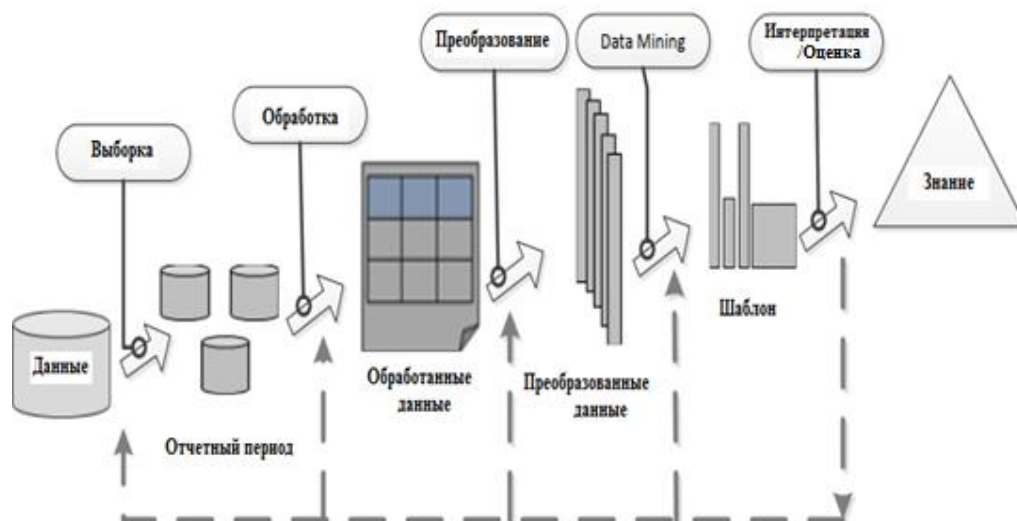 Выборка
Обработка
Преобразование
Data Mining
Интерпретация
/Оценка
Данные
Отчетный период
Обработанные
данные
Преобразованные
данные
Шаблон
Знание